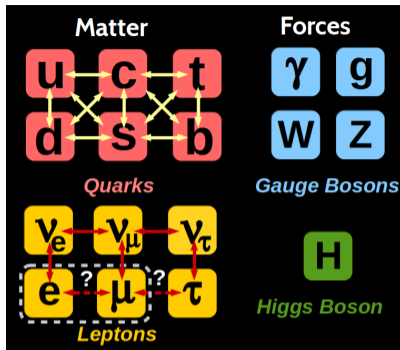 Matter Forces
u c t γ g
d s b W Z
Quarks Gauge Bosons
νe νμ ντ
H
? ?
e μ τ
Higgs Boson
Leptons